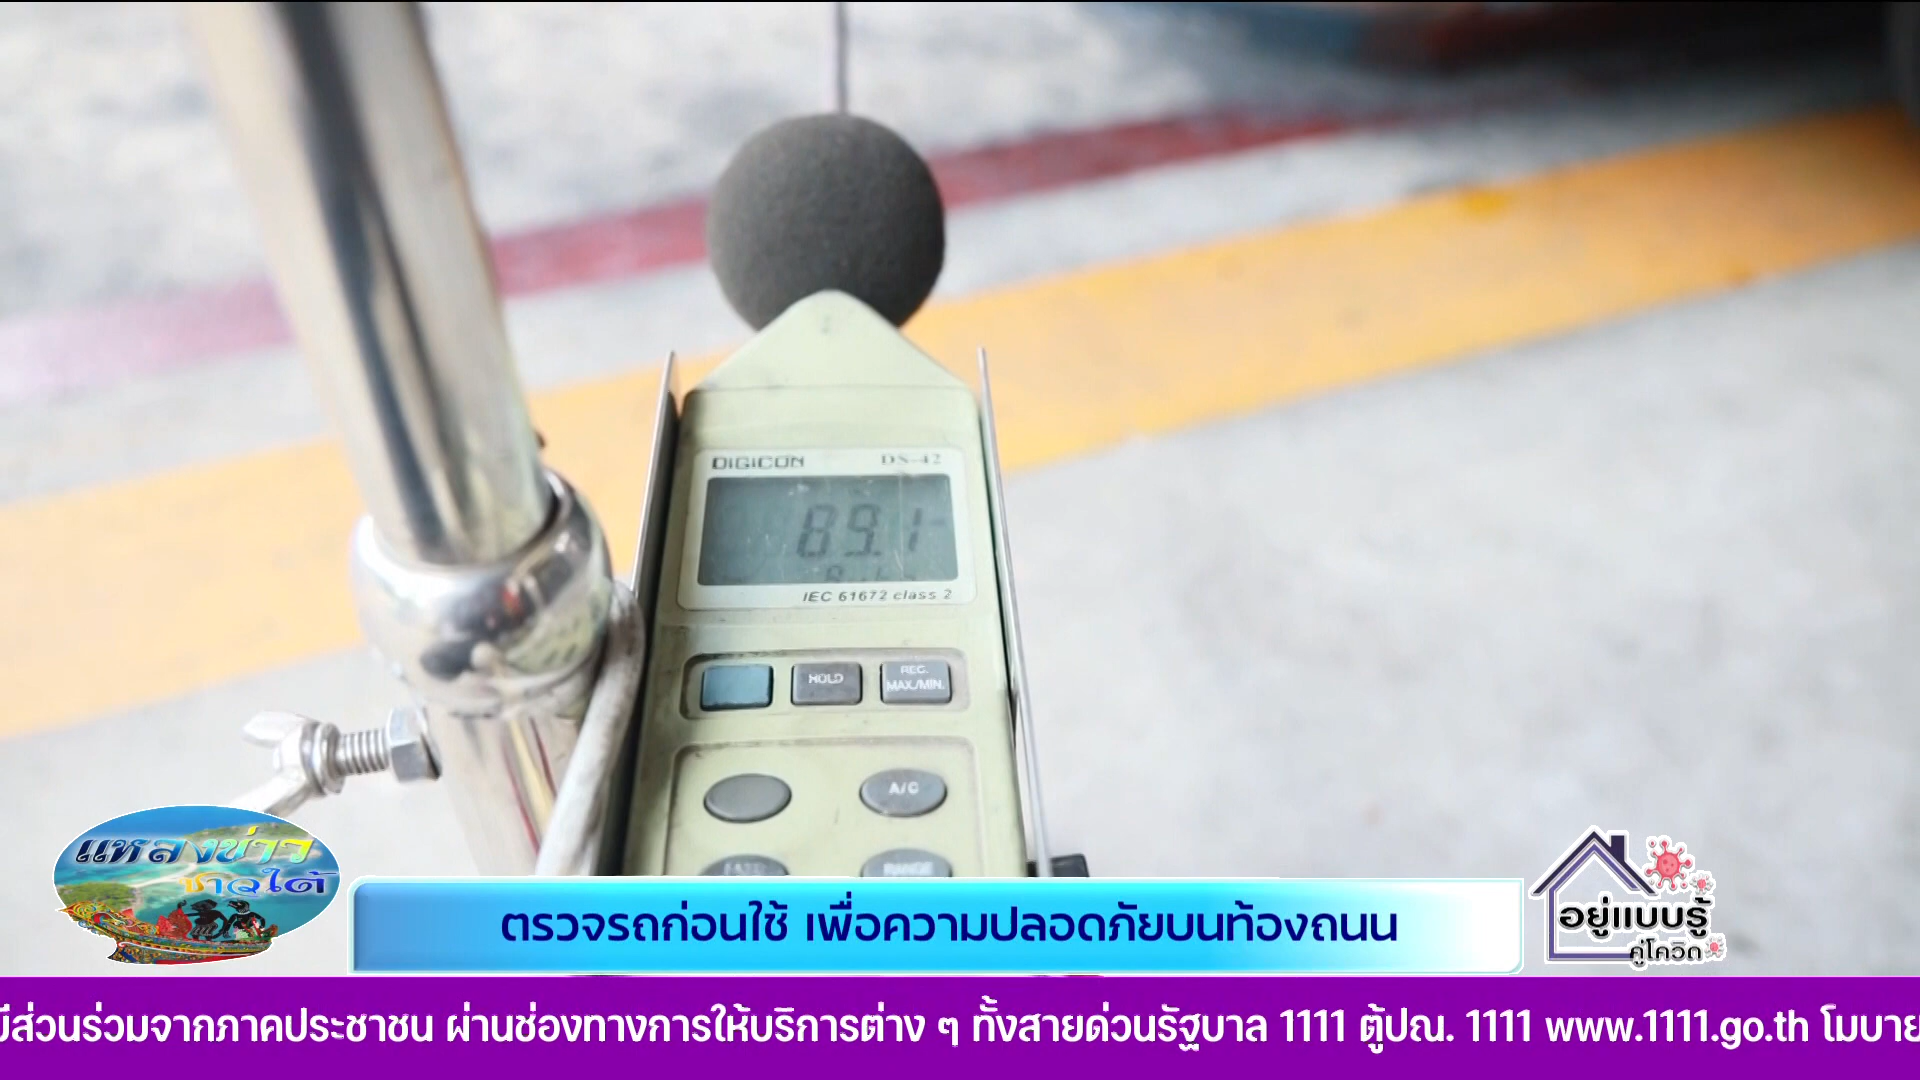 DIGICON DS-42
89.1
IEC 61672 class 2
HOLD
REC.
MAX./MIN.
A/C
RANGE
แหลงข่าว
ชาวใต้
ตรวจรถก่อนใช้ เพื่อความปลอดภัยบนท้องถนน
อยู่แบบรู้
คู่โควิด
มีส่วนร่วมจากภาคประชาชน ผ่านช่องทางการให้บริการต่าง ๆ ทั้งสายด่วนรัฐบาล 1111 ตู้ปณ. 1111 www.1111.go.th โมบาย